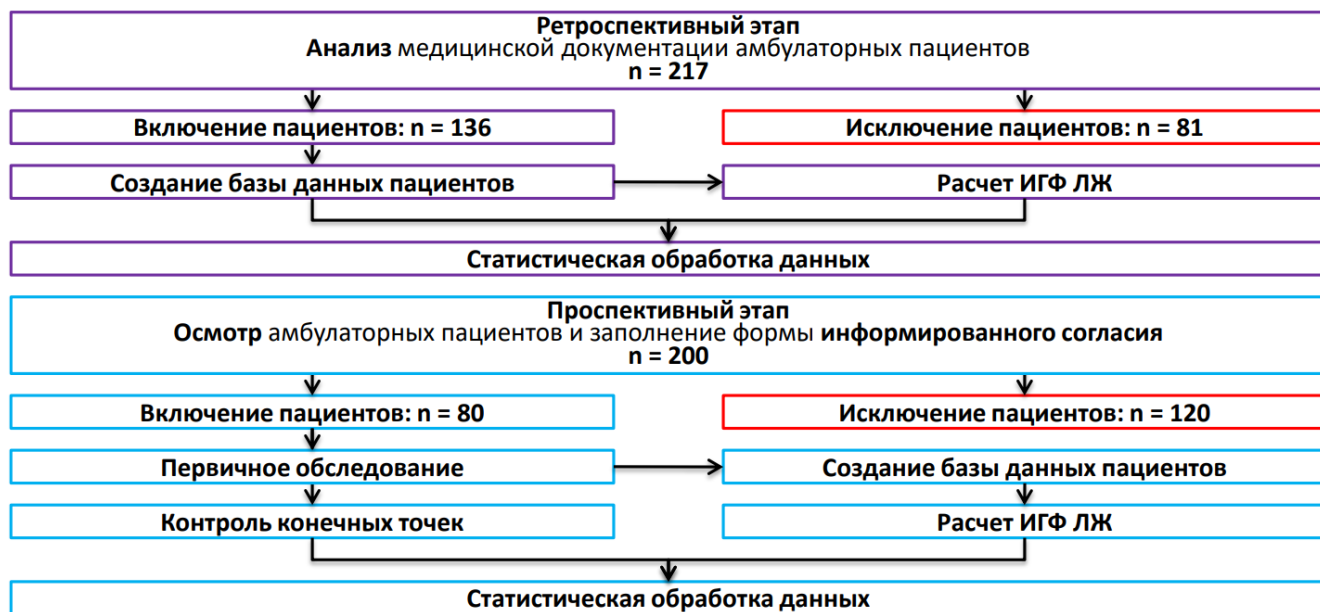 Ретроспективный этап
Анализ медицинской документации амбулаторных пациентов
n = 217
Включение пациентов: n = 136
Исключение пациентов: n = 81
Создание базы данных пациентов
Расчет ИГФ ЛЖ
Статистическая обработка данных
Проспективный этап
Осмотр амбулаторных пациентов и заполнение формы информированного согласия
n = 200
Включение пациентов: n = 80
Исключение пациентов: n = 120
Первичное обследование
Создание базы данных пациентов
Контроль конечных точек
Расчет ИГФ ЛЖ
Статистическая обработка данных